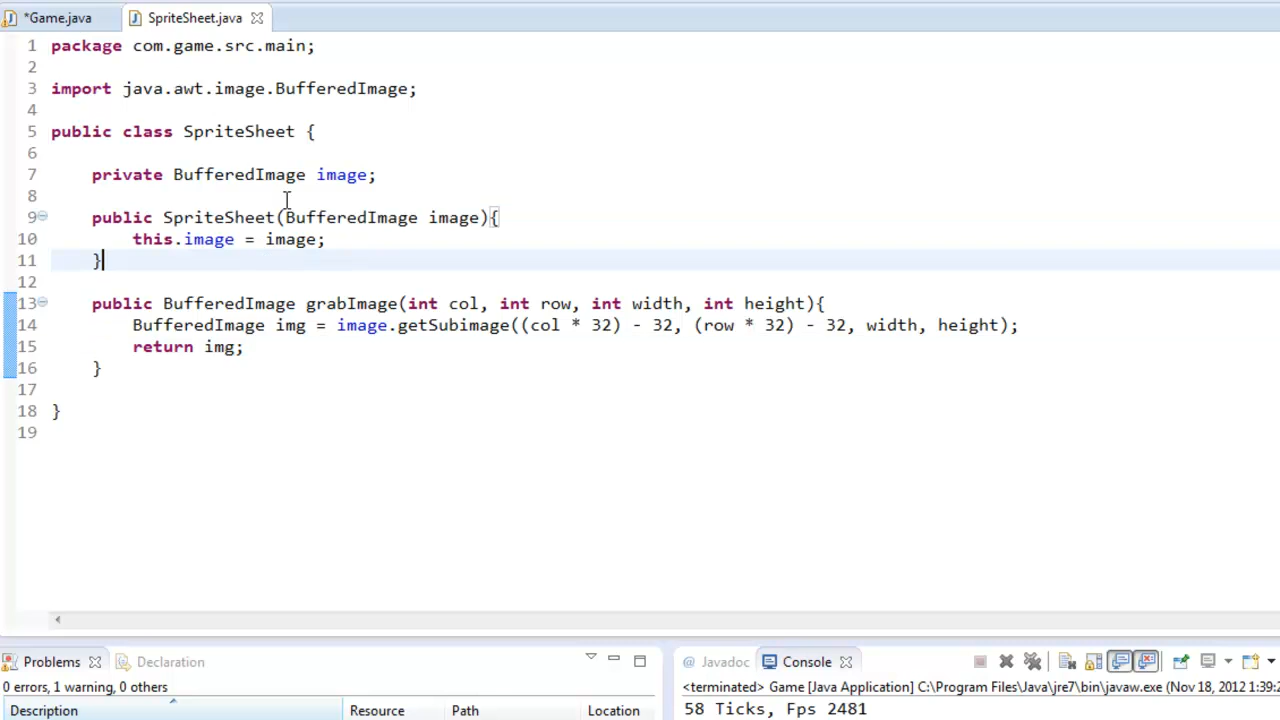 *Game.java SpriteSheet.java
1 package com.game.src.main;
2
3 import java.awt.image.BufferedImage;
4
5 public class SpriteSheet {
6
7 private BufferedImage image;
8
9 public SpriteSheet(BufferedImage image){
10 this.image = image;
11 }
12
13 public BufferedImage grabImage(int col, int row, int width, int height){
14 BufferedImage img = image.getSubimage((col * 32) - 32, (row * 32) - 32, width, height);
15 return img;
16 }
17
18 }
19
Problems Declaration
0 errors, 1 warning, 0 others
Description Resource Path Location
@ Javadoc Console
<terminated> Game [Java Application] C:\Program Files\Java\jre7\bin\javaw.exe (Nov 18, 2012 1:39:2
58 Ticks, Fps 2481